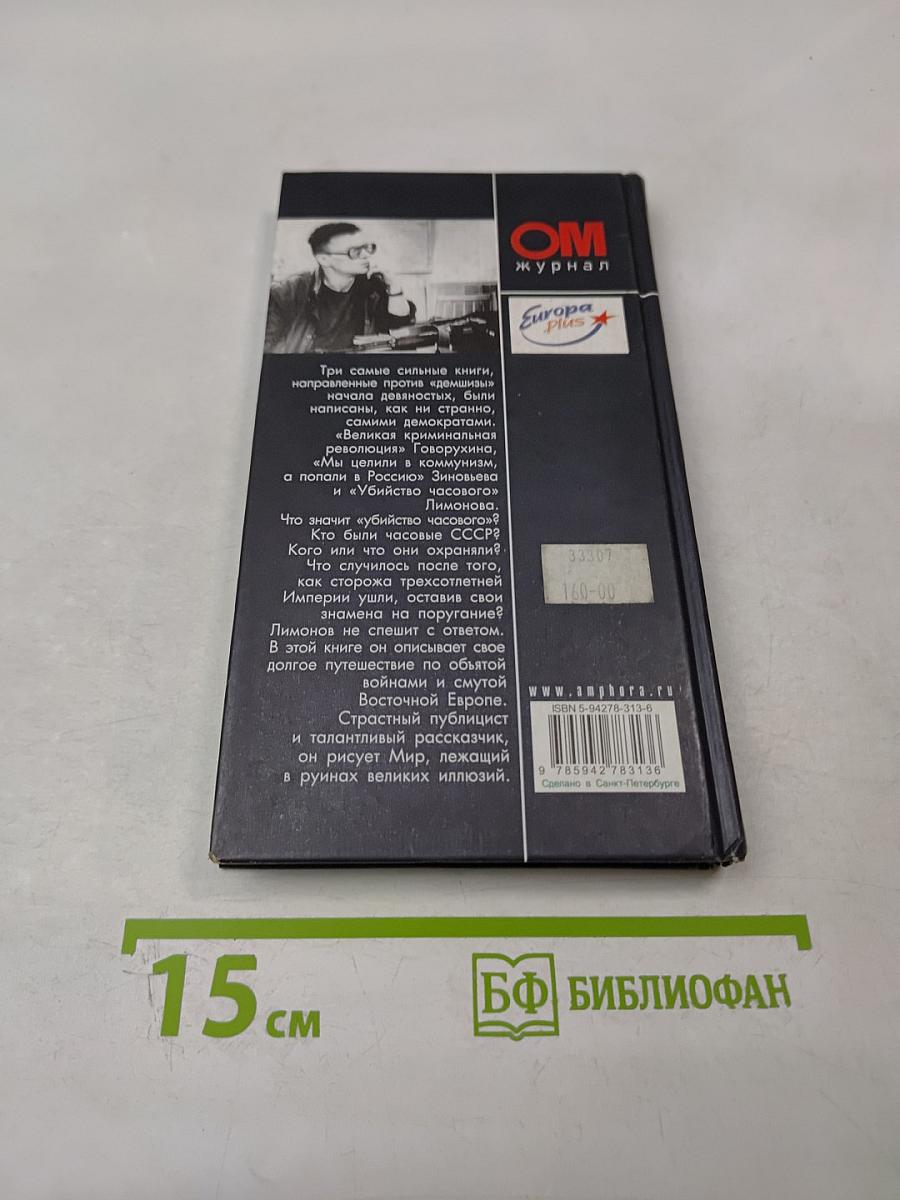 ОМ
журнал
Europa
plus
Три самые сильные книги,
направленные против «демшизы»
начала девяностых, были
написаны, как ни странно,
самими демократами.
«Великая криминальная
революция» Говорухина,
«Мы целили в коммунизм,
а попали в Россию» Зиновьева
и «Убийство часового»
Лимонова.
Что значит «убийство часового»?
Кто были часовые СССР?
Кого или что они охраняли?
Что случилось после того,
как сторожа трехсотлетней
Империи ушли, оставив свои
знамена на поругание?
Лимонов не спешит с ответом.
В этой книге он описывает свое
долгое путешествие по объятой
войнами и смутой
Восточной Европе.
Страстный публицист
и талантливый рассказчик,
он рисует Мир, лежащий
в руинах великих иллюзий.
33307
160-00
www.amphora.ru
ISBN 5-94278-313-6
9 785942 783136
Сделано в Санкт-Петербурге
15 см
БФ БИБЛИОФАН